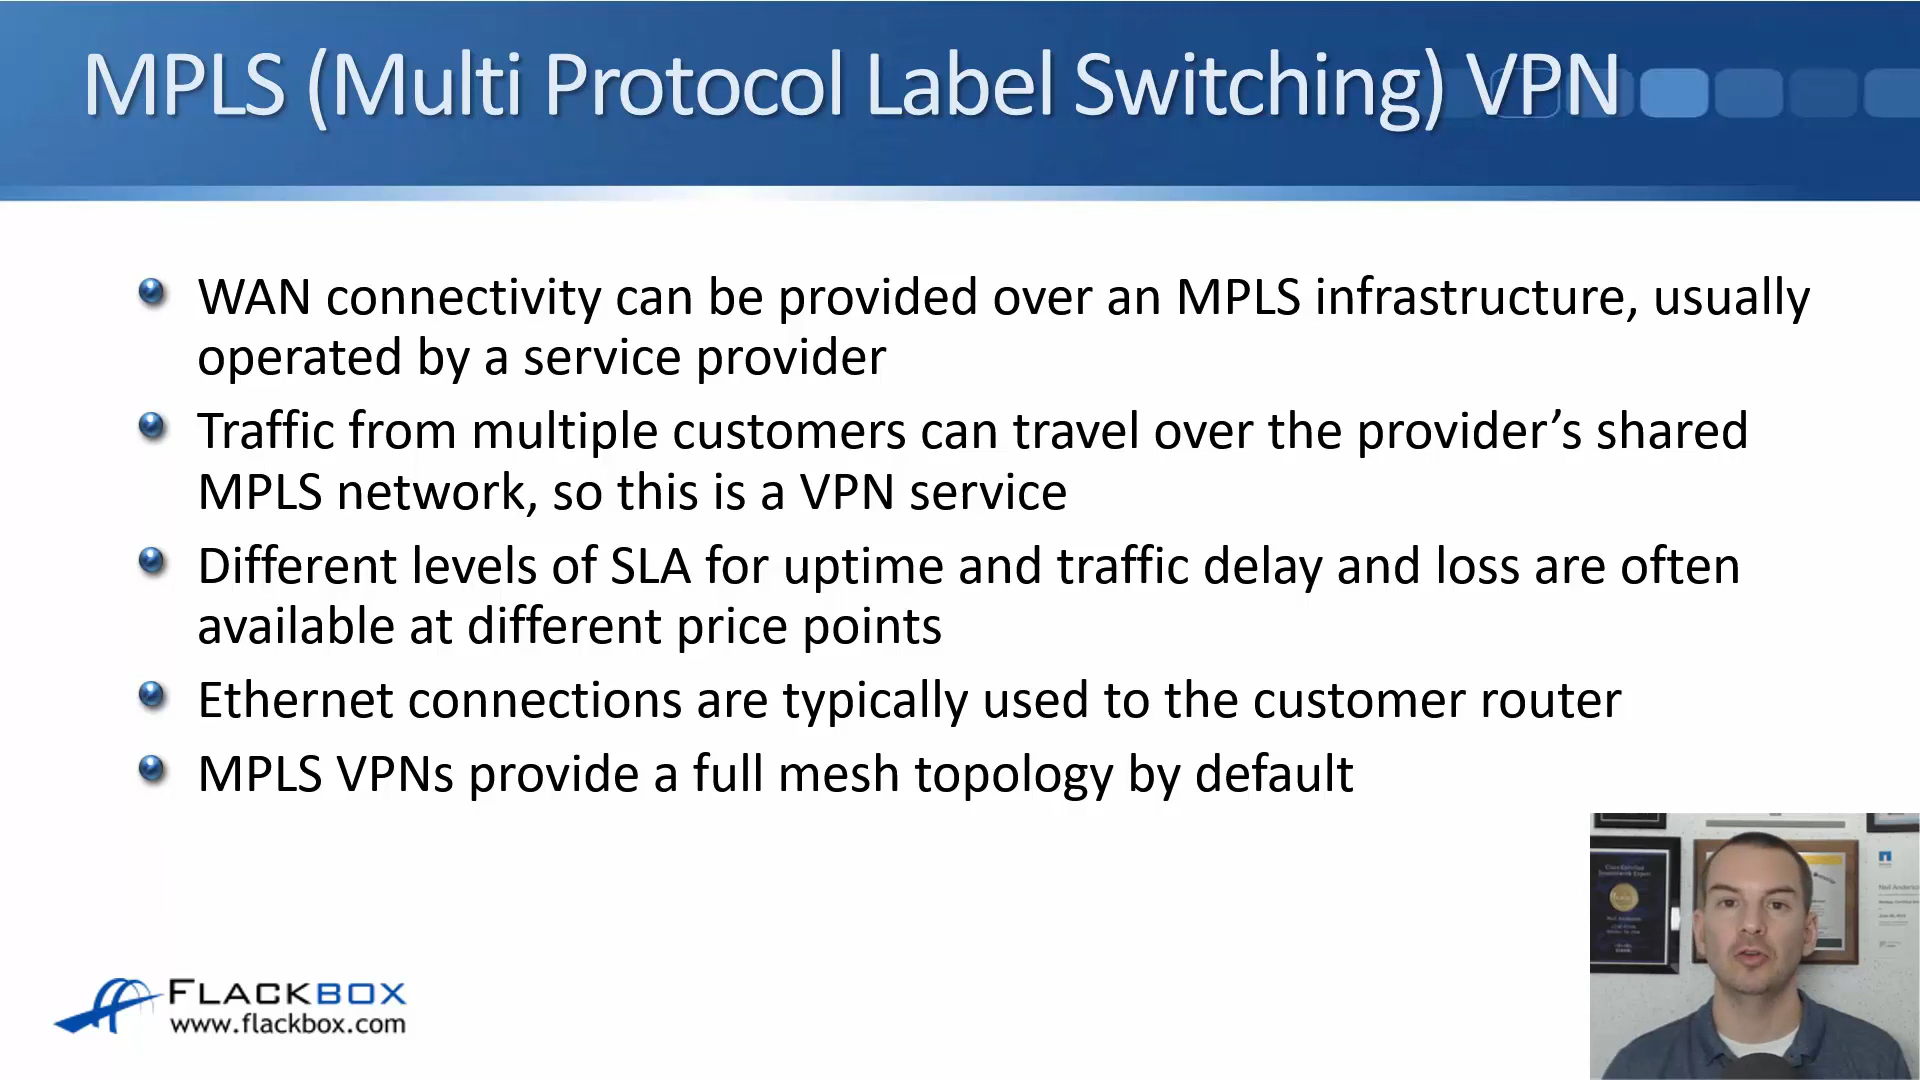 MPLS (Multi Protocol Label Switching) VPN
WAN connectivity can be provided over an MPLS infrastructure, usually
operated by a service provider
Traffic from multiple customers can travel over the provider’s shared
MPLS network, so this is a VPN service
Different levels of SLA for uptime and traffic delay and loss are often
available at different price points
Ethernet connections are typically used to the customer router
MPLS VPNs provide a full mesh topology by default
FLACKBOX
www.flackbox.com